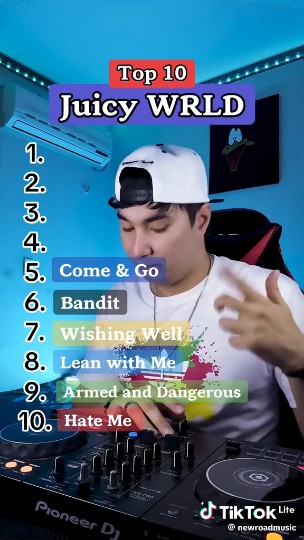 Top 10
Juicy WRLD
1.
2.
3.
4.
5. Come & Go
6. Bandit
7. Wishing Well
8. Lean with Me
9. Armed and Dangerous
10. Hate Me
Pioneer Dj
TikTok Lite
@newroadmusic